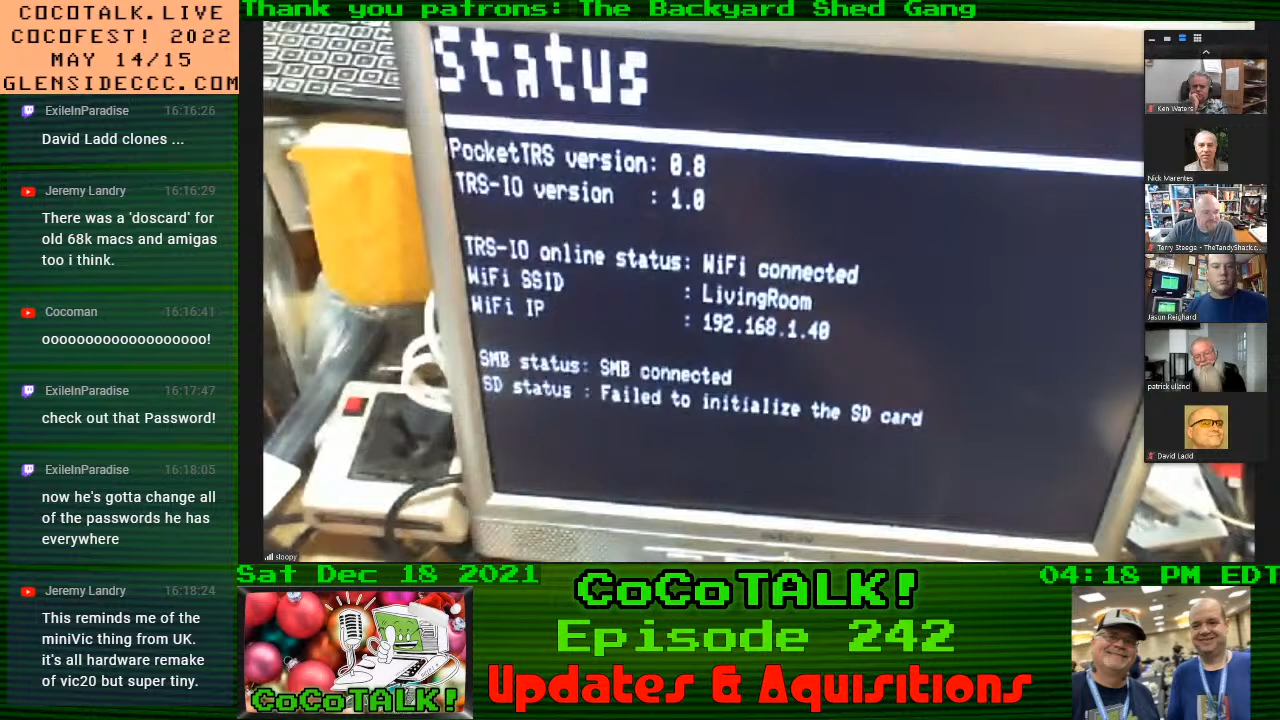 COCOTALK.LIVE
COCOFEST! 2022
MAY 14/15
GLENSIDECCC.COM
Thank you patrons: The Backyard Shed Gang
ExileInParadise 16:16:26
David Ladd clones ...
Jeremy Landry 16:16:29
There was a 'doscard' for
old 68k macs and amigas
too i think.
Cocoman 16:16:41
ooooooooooooooooooo!
ExileInParadise 16:17:47
check out that Password!
ExileInParadise 16:18:05
now he's gotta change all
of the passwords he has
everywhere
Jeremy Landry 16:18:24
This reminds me of the
miniVic thing from UK.
it's all hardware remake
of vic20 but super tiny.
Status
PocketTRS version: 0.8
TRS-IO version : 1.0
TRS-IO online status: WiFi connected
WiFi SSID : LivingRoom
WiFi IP : 192.168.1.40
SMB status: SMB connected
SD status : Failed to initialize the SD card
sloopy
Ken Waters
Nick Marentes
Terry Steege - TheTandyShack.c...
Jason Reighard
patrick ulland
David Ladd
Sat Dec 18 2021
CoCoTALK!
04:18 PM EDT
Episode 242
Updates & Aquisitions
CoCoTALK!